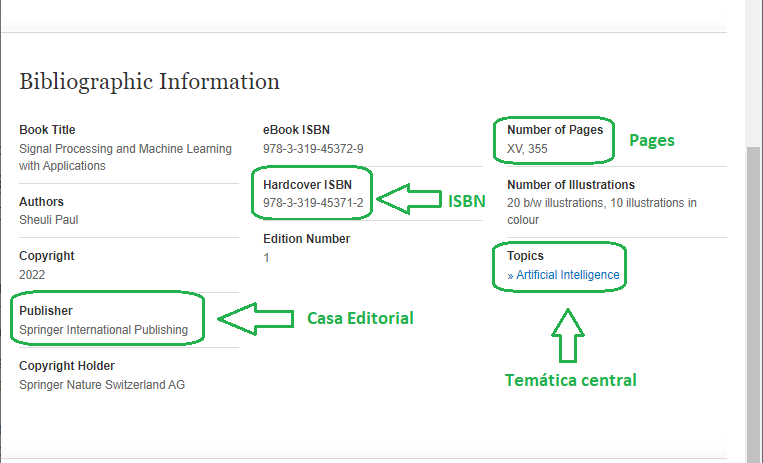 Bibliographic Information
Book Title
Signal Processing and Machine Learning
with Applications
Authors
Sheuli Paul
Copyright
2022
Publisher
Springer International Publishing
Casa Editorial
Copyright Holder
Springer Nature Switzerland AG
eBook ISBN
978-3-319-45372-9
Hardcover ISBN
978-3-319-45371-2
ISBN
Edition Number
1
Number of Pages
XV, 355
Pages
Number of Illustrations
20 b/w illustrations, 10 illustrations in
colour
Topics
» Artificial Intelligence
Temática central